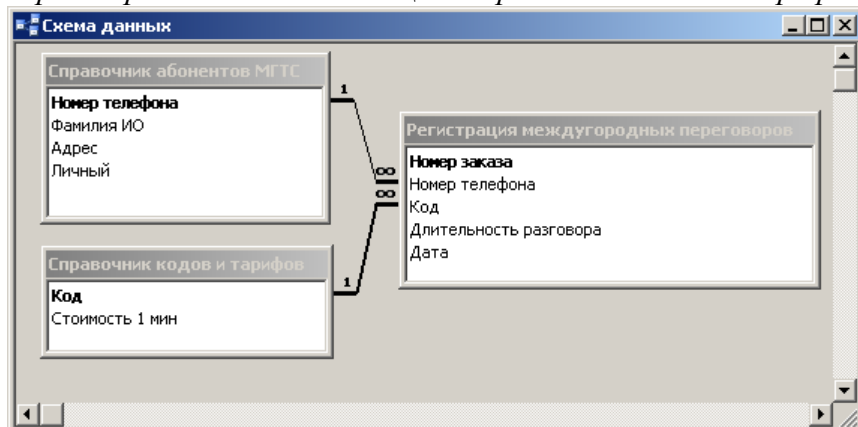 Схема данных
Справочник абонентов МГТС
Номер телефона
Фамилия ИО
Адрес
Личный
1
∞
∞
1
Регистрация междугородных переговоров
Номер заказа
Номер телефона
Код
Длительность разговора
Дата
Справочник кодов и тарифов
Код
Стоимость 1 мин